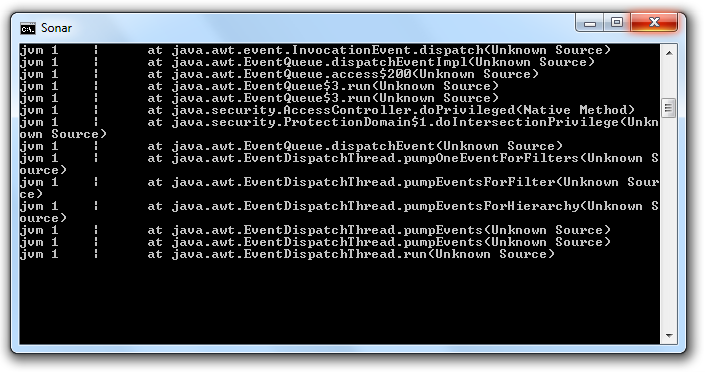 Sonar
jvm 1    |      at java.awt.event.InvocationEvent.dispatch(Unknown Source)
jvm 1    |      at java.awt.EventQueue.dispatchEventImpl(Unknown Source)
jvm 1    |      at java.awt.EventQueue.access$200(Unknown Source)
jvm 1    |      at java.awt.EventQueue$3.run(Unknown Source)
jvm 1    |      at java.awt.EventQueue$3.run(Unknown Source)
jvm 1    |      at java.security.AccessController.doPrivileged(Native Method)
jvm 1    |      at java.security.ProtectionDomain$1.doIntersectionPrivilege(Unkn
own Source)
jvm 1    |      at java.awt.EventQueue.dispatchEvent(Unknown Source)
jvm 1    |      at java.awt.EventDispatchThread.pumpOneEventForFilters(Unknown S
ource)
jvm 1    |      at java.awt.EventDispatchThread.pumpEventsForFilter(Unknown Sour
ce)
jvm 1    |      at java.awt.EventDispatchThread.pumpEventsForHierarchy(Unknown S
ource)
jvm 1    |      at java.awt.EventDispatchThread.pumpEvents(Unknown Source)
jvm 1    |      at java.awt.EventDispatchThread.pumpEvents(Unknown Source)
jvm 1    |      at java.awt.EventDispatchThread.run(Unknown Source)